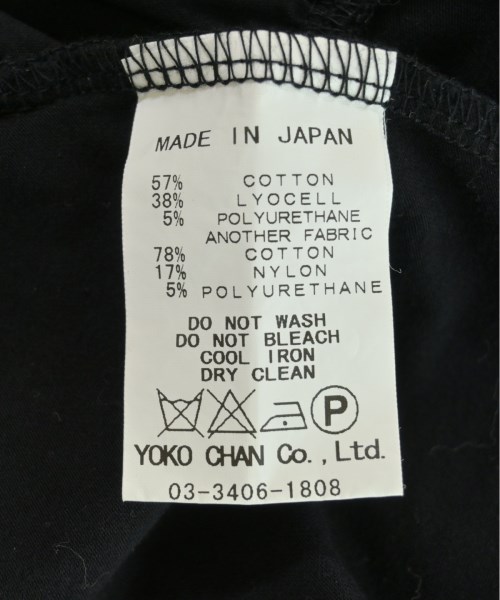 MADE IN JAPAN
57% COTTON
38% LYOCELL
5% POLYURETHANE
ANOTHER FABRIC
78% COTTON
17% NYLON
5% POLYURETHANE
DO NOT WASH
DO NOT BLEACH
COOL IRON
DRY CLEAN
P
YOKO CHAN Co.,Ltd.
03-3406-1808